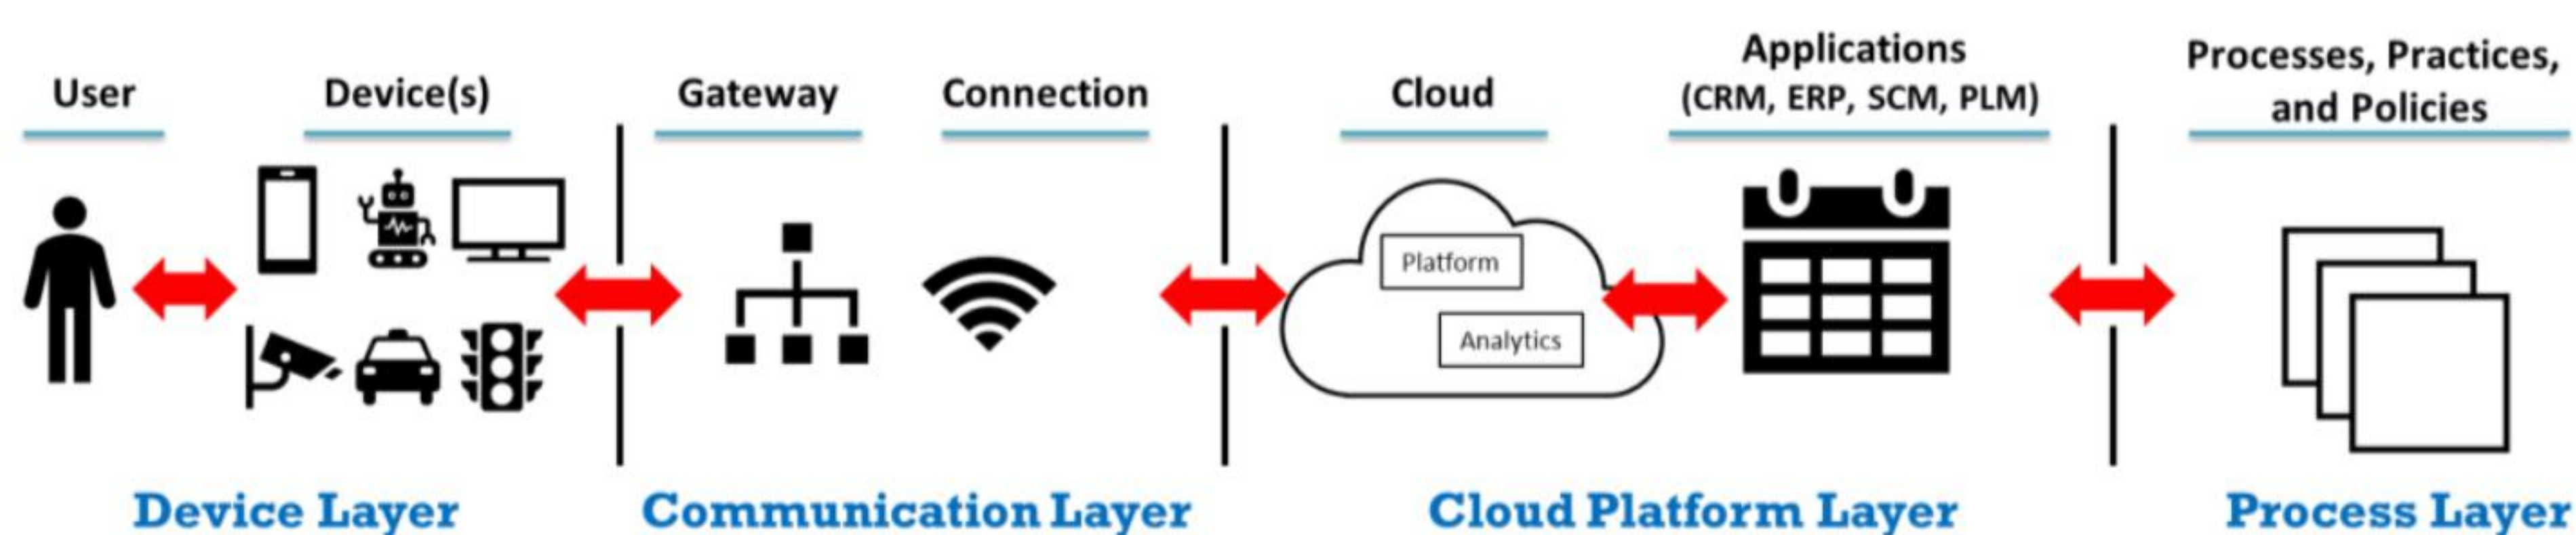 User
Device(s)
Gateway
Connection
Cloud
Applications
(CRM, ERP, SCM, PLM)
Processes, Practices,
and Policies
Platform
Analytics
Device Layer
Communication Layer
Cloud Platform Layer
Process Layer